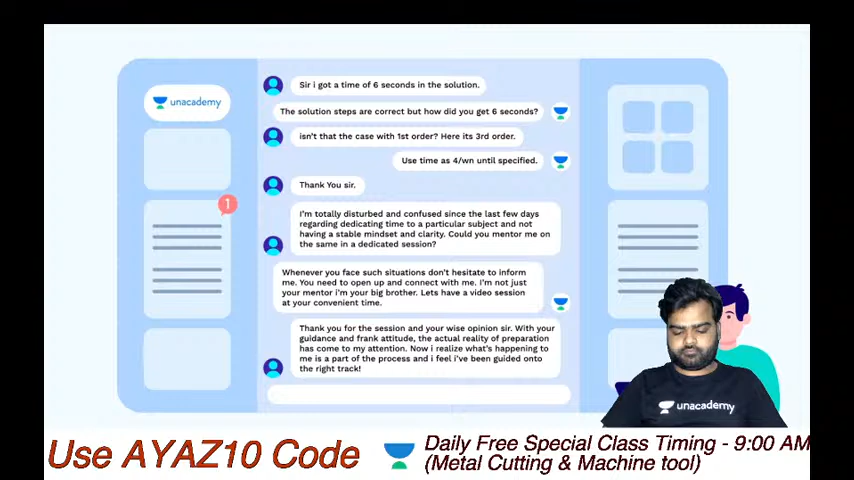 unacademy
Sir i got a time of 6 seconds in the solution.
The solution steps are correct but how did you get 6 seconds?
isn't that the case with 1st order? Here its 3rd order.
Use time as 4/wn until specified.
Thank You sir.
1
I'm totally disturbed and confused since the last few days
regarding dedicating time to a particular subject and not
having a stable mindset and clarity. Could you mentor me on
the same in a dedicated session?
Whenever you face such situations don't hesitate to inform
me. You need to open up and connect with me. I'm not just
your mentor i'm your big brother. Lets have a video session
at your convenient time.
Thank you for the session and your wise opinion sir. With your
guidance and frank attitude, the actual reality of preparation
has come to my attention. Now i realize what's happening to
me is a part of the process and i feel i've been guided onto
the right track!
unacademy
Use AYAZ10 Code
Daily Free Special Class Timing - 9:00 AM
(Metal Cutting & Machine tool)